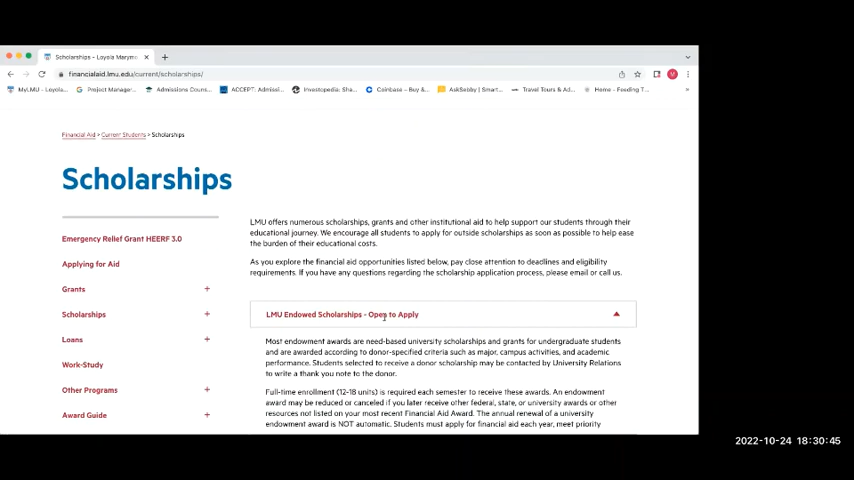 Scholarships - Loyola Maryme
financialaid.lmu.edu/current/scholarships/
M
MyLMU - Loyola...
Project Manager...
Admissions Couns...
ACCEPT: Admissi...
Investopedia: Sha...
Coinbase – Buy &...
AskSebby | Smart...
Travel Tours & Ad...
Home - Feeding T...
»
Financial Aid > Current Students > Scholarships
Scholarships
Emergency Relief Grant HEERF 3.0
Applying for Aid
Grants +
Scholarships +
Loans +
Work-Study
Other Programs +
Award Guide +
LMU offers numerous scholarships, grants and other institutional aid to help support our students through their
educational journey. We encourage all students to apply for outside scholarships as soon as possible to help ease
the burden of their educational costs.
As you explore the financial aid opportunities listed below, pay close attention to deadlines and eligibility
requirements. If you have any questions regarding the scholarship application process, please email or call us.
LMU Endowed Scholarships - Open to Apply
Most endowment awards are need-based university scholarships and grants for undergraduate students
and are awarded according to donor-specified criteria such as major, campus activities, and academic
performance. Students selected to receive a donor scholarship may be contacted by University Relations
to write a thank you note to the donor.
Full-time enrollment (12-18 units) is required each semester to receive these awards. An endowment
award may be reduced or canceled if you later receive other federal, state, or university awards or other
resources not listed on your most recent Financial Aid Award. The annual renewal of a university
endowment award is NOT automatic. Students must apply for financial aid each year, meet priority
2022-10-24 18:30:45